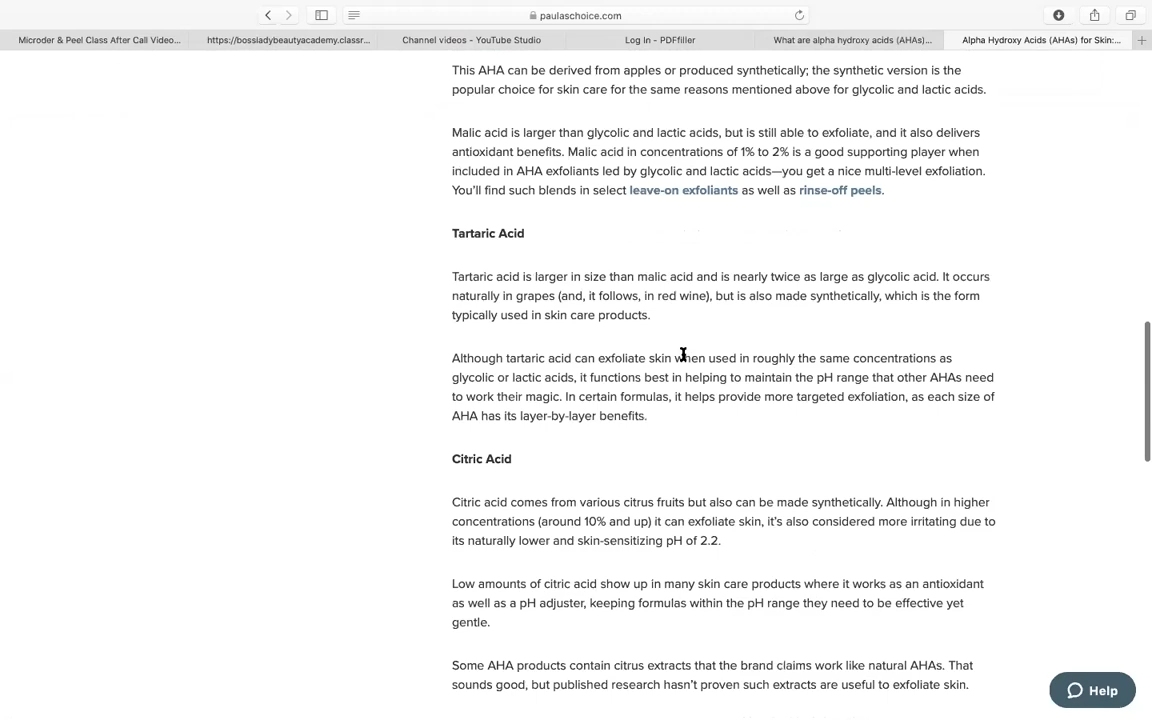 paulaschoice.com
Microder & Peel Class After Call Video...
https://bossladybeautyacademy.classr...
Channel videos - YouTube Studio
Log In - PDFfiller
What are alpha hydroxy acids (AHAs)...
Alpha Hydroxy Acids (AHAs) for Skin:...
This AHA can be derived from apples or produced synthetically; the synthetic version is the
popular choice for skin care for the same reasons mentioned above for glycolic and lactic acids.
Malic acid is larger than glycolic and lactic acids, but is still able to exfoliate, and it also delivers
antioxidant benefits. Malic acid in concentrations of 1% to 2% is a good supporting player when
included in AHA exfoliants led by glycolic and lactic acids—you get a nice multi-level exfoliation.
You'll find such blends in select leave-on exfoliants as well as rinse-off peels.
Tartaric Acid
Tartaric acid is larger in size than malic acid and is nearly twice as large as glycolic acid. It occurs
naturally in grapes (and, it follows, in red wine), but is also made synthetically, which is the form
typically used in skin care products.
Although tartaric acid can exfoliate skin when used in roughly the same concentrations as
glycolic or lactic acids, it functions best in helping to maintain the pH range that other AHAs need
to work their magic. In certain formulas, it helps provide more targeted exfoliation, as each size of
AHA has its layer-by-layer benefits.
Citric Acid
Citric acid comes from various citrus fruits but also can be made synthetically. Although in higher
concentrations (around 10% and up) it can exfoliate skin, it's also considered more irritating due to
its naturally lower and skin-sensitizing pH of 2.2.
Low amounts of citric acid show up in many skin care products where it works as an antioxidant
as well as a pH adjuster, keeping formulas within the pH range they need to be effective yet
gentle.
Some AHA products contain citrus extracts that the brand claims work like natural AHAs. That
sounds good, but published research hasn't proven such extracts are useful to exfoliate skin.
Help